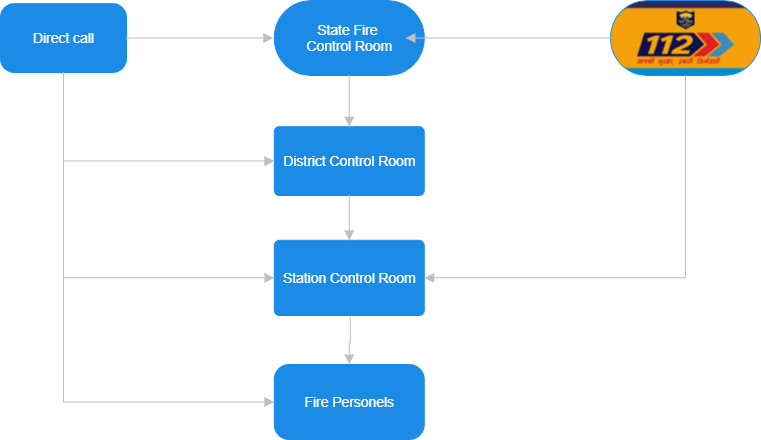 Direct call
State Fire
Control Room
112
District Control Room
Station Control Room
Fire Personels